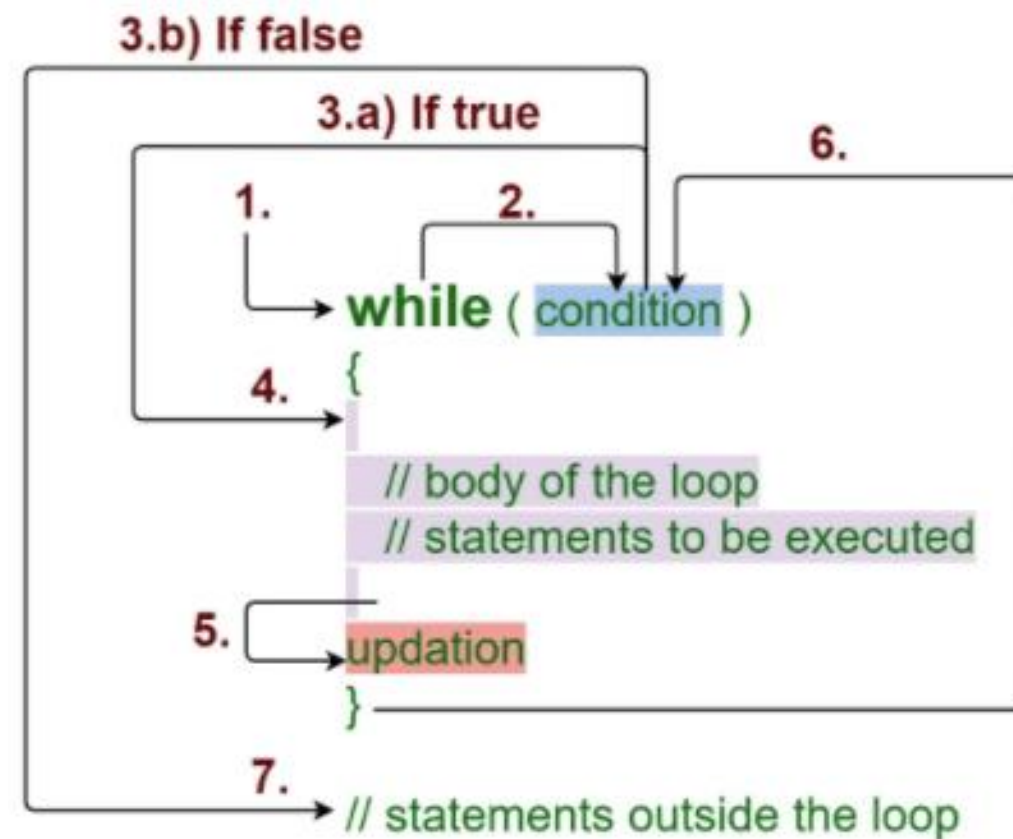 3.b) If false
3.a) If true
6.
1.
2.
while ( condition )
{
4.
// body of the loop
// statements to be executed
5.
updation
}
7.
// statements outside the loop